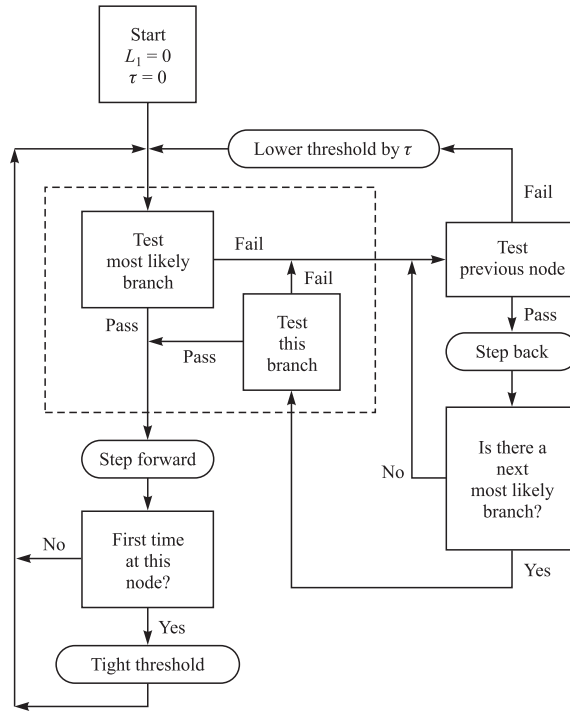 Start
L₁ = 0
τ = 0
Lower threshold by τ
Fail
Test
most likely
branch
Fail
Test
previous node
Fail
Pass
Test
this
branch
Pass
Pass
Step back
Step forward
Is there a
next
most likely
branch?
No
Yes
First time
at this
node?
No
Yes
Tight threshold